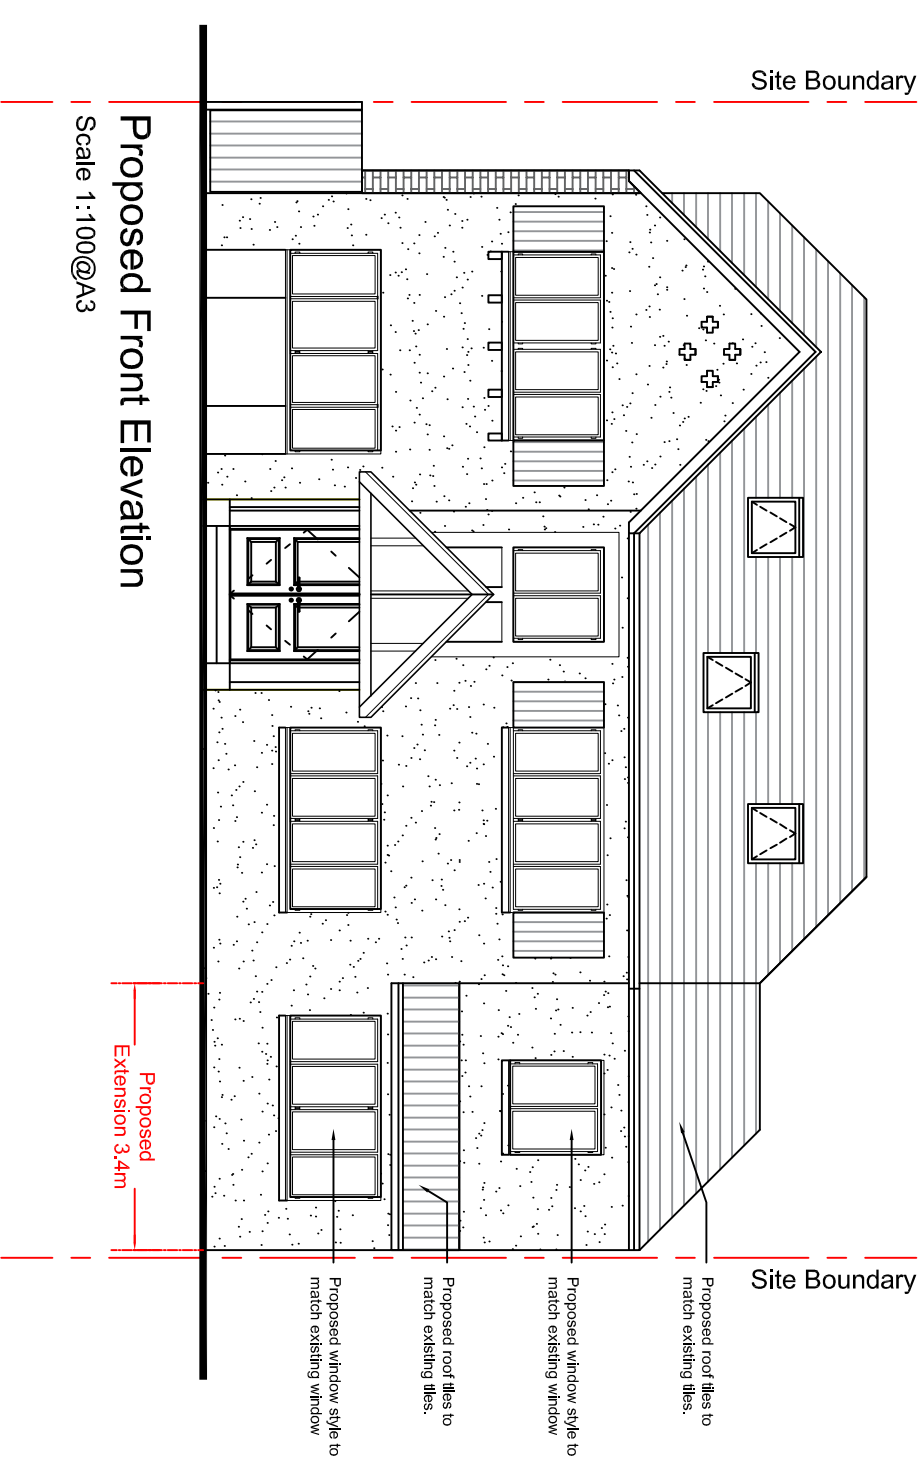 Site Boundary
Site Boundary
Proposed roof tiles to
match existing tiles.
Proposed window style to
match existing window
Proposed roof tiles to
match existing tiles.
Proposed window style to
match existing window
Proposed
Extension 3.4m
Proposed Front Elevation
Scale 1:100@A3